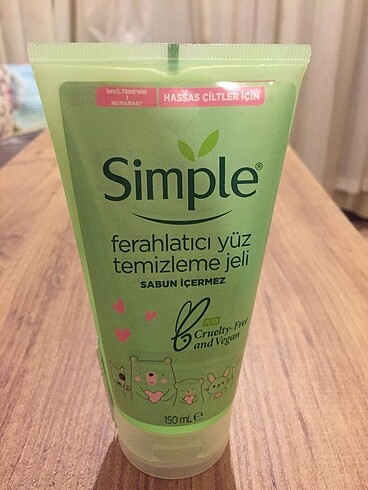 İNGİLTERE'NİN
1
NUMARASI*
HASSAS CİLTLER İÇİN
Simple®
ferahlatıcı yüz
temizleme jeli
SABUN İÇERMEZ
PETA
Cruelty-Free
and Vegan
150 mL ℮